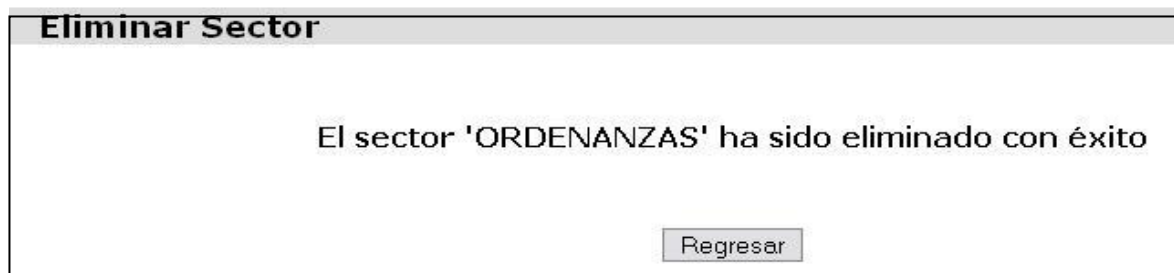 Eliminar Sector
El sector 'ORDENANZAS' ha sido eliminado con éxito
Regresar